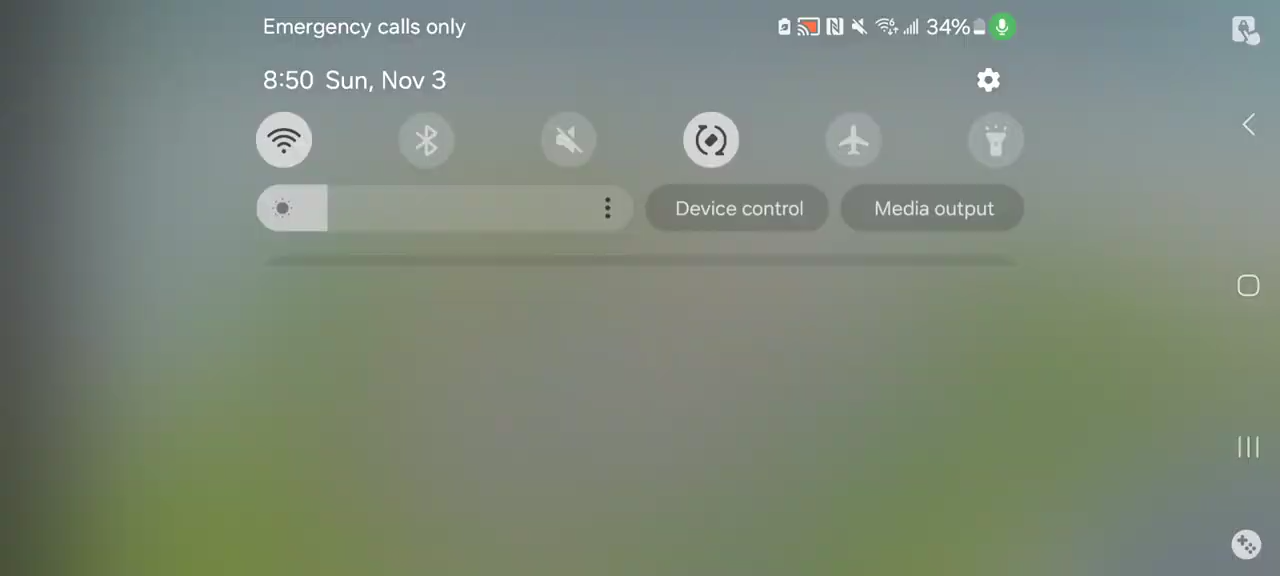 Emergency calls only
34%
8:50 Sun, Nov 3
Device control
Media output